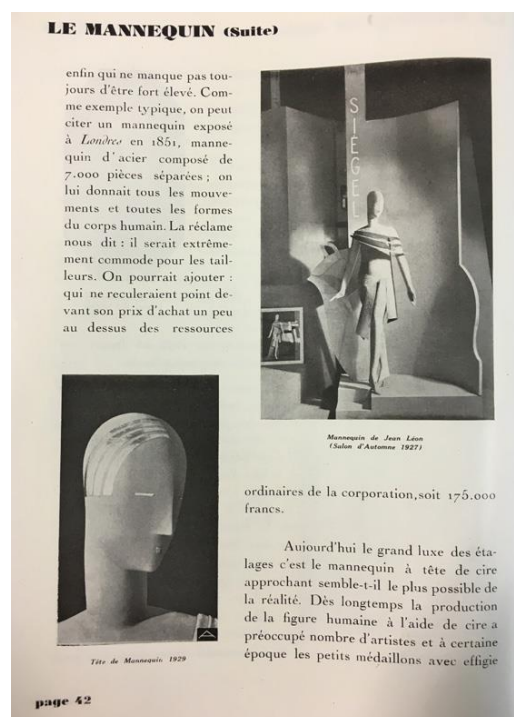 LE MANNEQUIN (Suite)
enfin qui ne manque pas tou-
jours d'être fort élevé. Com-
me exemple typique, on peut
citer un mannequin exposé
à Londres en 1851, manne-
quin d'acier composé de
7.000 pièces séparées ; on
lui donnait tous les mouve-
ments et toutes les formes
du corps humain. La réclame
nous dit : il serait extrême-
ment commode pour les tail-
leurs. On pourrait ajouter :
qui ne reculeraient point de-
vant son prix d'achat un peu
au dessus des ressources
SIÉGEL
Mannequin de Jean Léon
(Salon d'Automne 1927)
Tête de Mannequin 1929
ordinaires de la corporation, soit 175.000
francs.
Aujourd'hui le grand luxe des éta-
lages c'est le mannequin à tête de cire
approchant semble-t-il le plus possible de
la réalité. Dès longtemps la production
de la figure humaine à l'aide de cire a
préoccupé nombre d'artistes et à certaine
époque les petits médaillons avec effigie
page 42